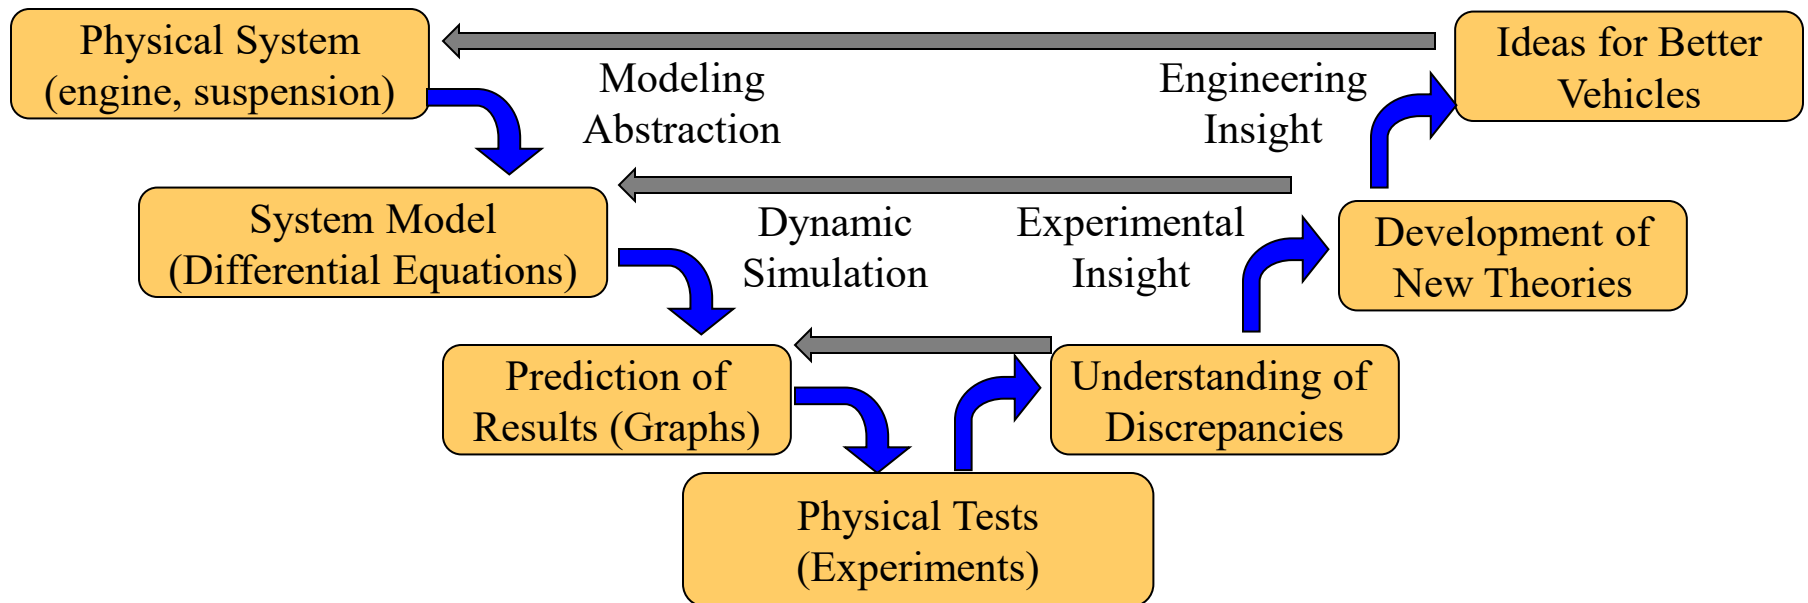 Physical System
(engine, suspension)
Ideas for Better
Vehicles
Modeling
Abstraction
Engineering
Insight
System Model
(Differential Equations)
Dynamic
Simulation
Experimental
Insight
Development of
New Theories
Prediction of
Results (Graphs)
Understanding of
Discrepancies
Physical Tests
(Experiments)